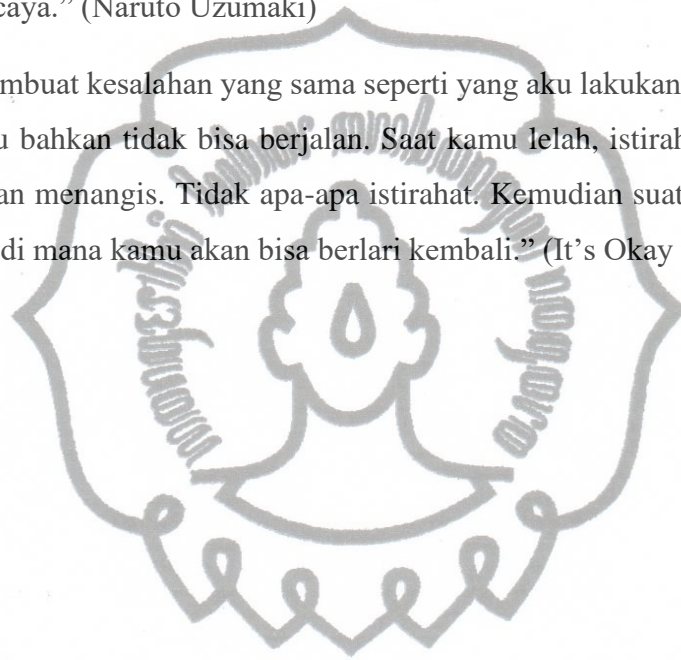 caya.” (Naruto Uzumaki)
mbuat kesalahan yang sama seperti yang aku lakukan
u bahkan tidak bisa berjalan. Saat kamu lelah, istirah
an menangis. Tidak apa-apa istirahat. Kemudian suat
di mana kamu akan bisa berlari kembali.” (It’s Okay